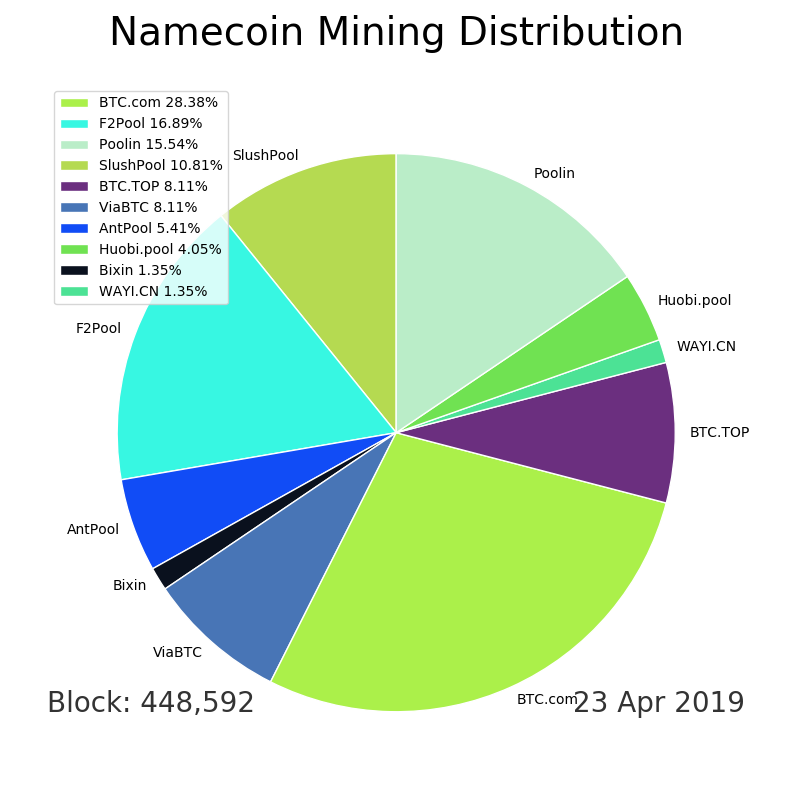 Namecoin Mining Distribution
BTC.com 28.38%
F2Pool 16.89%
Poolin 15.54%
SlushPool 10.81%
BTC.TOP 8.11%
ViaBTC 8.11%
AntPool 5.41%
Huobi.pool 4.05%
Bixin 1.35%
WAYI.CN 1.35%
SlushPool
Poolin
Huobi.pool
F2Pool
WAYI.CN
BTC.TOP
AntPool
Bixin
ViaBTC
BTC.com
Block: 448,592
23 Apr 2019